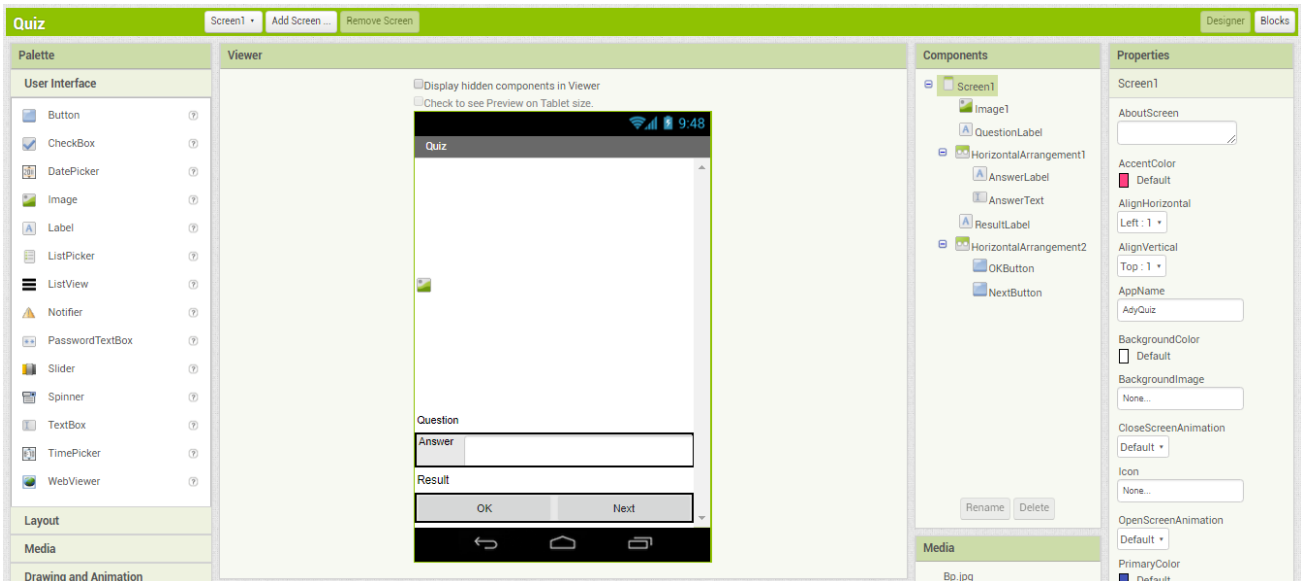 Quiz
Screen1
Add Screen ...
Remove Screen
Designer
Blocks
Palette
User Interface
Button
CheckBox
DatePicker
Image
Label
ListPicker
ListView
Notifier
PasswordTextBox
Slider
Spinner
TextBox
TimePicker
WebViewer
Layout
Media
Drawing and Animation
Viewer
Display hidden components in Viewer
Check to see Preview on Tablet size.
9:48
Quiz
Question
Answer
Result
OK
Next
Components
Screen1
Image1
QuestionLabel
HorizontalArrangement1
AnswerLabel
AnswerText
ResultLabel
HorizontalArrangement2
OKButton
NextButton
Rename
Delete
Media
Bp.jpg
Properties
Screen1
AboutScreen
AccentColor
Default
AlignHorizontal
Left : 1
AlignVertical
Top : 1
AppName
AdyQuiz
BackgroundColor
Default
BackgroundImage
None...
CloseScreenAnimation
Default
Icon
None...
OpenScreenAnimation
Default
PrimaryColor
Default